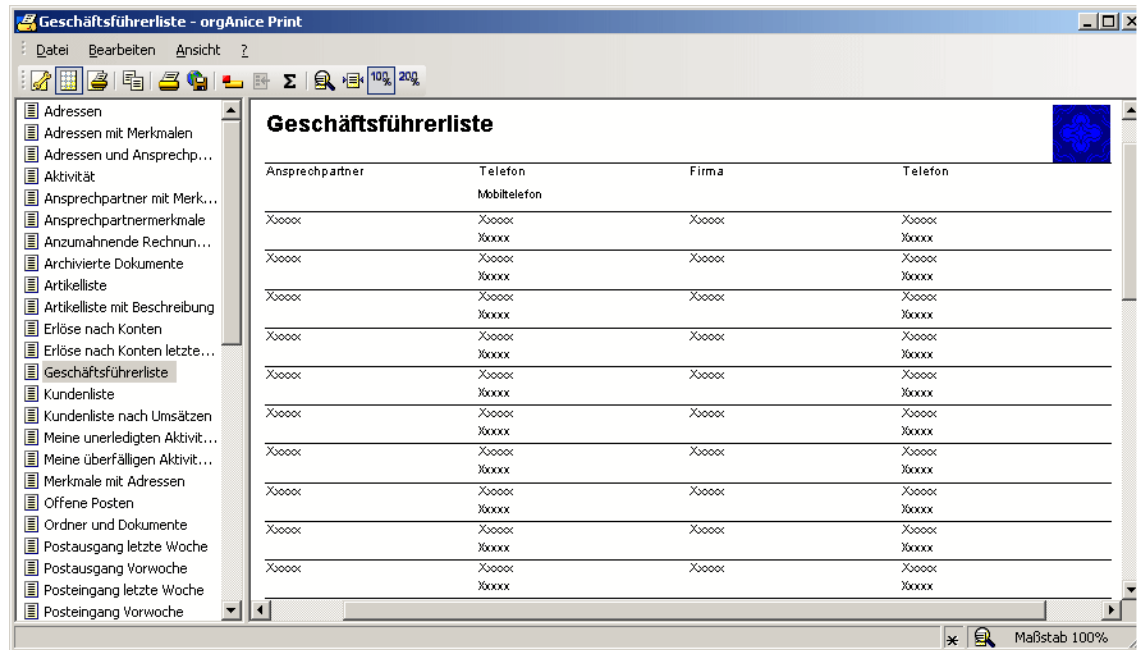 Geschäftsführerliste - orgAnice Print
Datei Bearbeiten Ansicht ?
Σ 100% 200%
Adressen
Adressen mit Merkmalen
Adressen und Ansprechp...
Aktivität
Ansprechpartner mit Merk...
Ansprechpartnermerkmale
Anzumahnende Rechnun...
Archivierte Dokumente
Artikelliste
Artikelliste mit Beschreibung
Erlöse nach Konten
Erlöse nach Konten letzte...
Geschäftsführerliste
Kundenliste
Kundenliste nach Umsätzen
Meine unerledigten Aktivit...
Meine überfälligen Aktivit...
Merkmale mit Adressen
Offene Posten
Ordner und Dokumente
Postausgang letzte Woche
Postausgang Vorwoche
Posteingang letzte Woche
Posteingang Vorwoche
Geschäftsführerliste
Ansprechpartner Telefon Firma Telefon
Mobiltelefon
Xxxxx Xxxxx Xxxxx Xxxxx
Xxxxx Xxxxx
Xxxxx Xxxxx Xxxxx Xxxxx
Xxxxx Xxxxx
Xxxxx Xxxxx Xxxxx Xxxxx
Xxxxx Xxxxx
Xxxxx Xxxxx Xxxxx Xxxxx
Xxxxx Xxxxx
Xxxxx Xxxxx Xxxxx Xxxxx
Xxxxx Xxxxx
Xxxxx Xxxxx Xxxxx Xxxxx
Xxxxx Xxxxx
Xxxxx Xxxxx Xxxxx Xxxxx
Xxxxx Xxxxx
Xxxxx Xxxxx Xxxxx Xxxxx
Xxxxx Xxxxx
Xxxxx Xxxxx Xxxxx Xxxxx
Xxxxx Xxxxx
Xxxxx Xxxxx Xxxxx Xxxxx
Xxxxx Xxxxx
Maßstab 100%